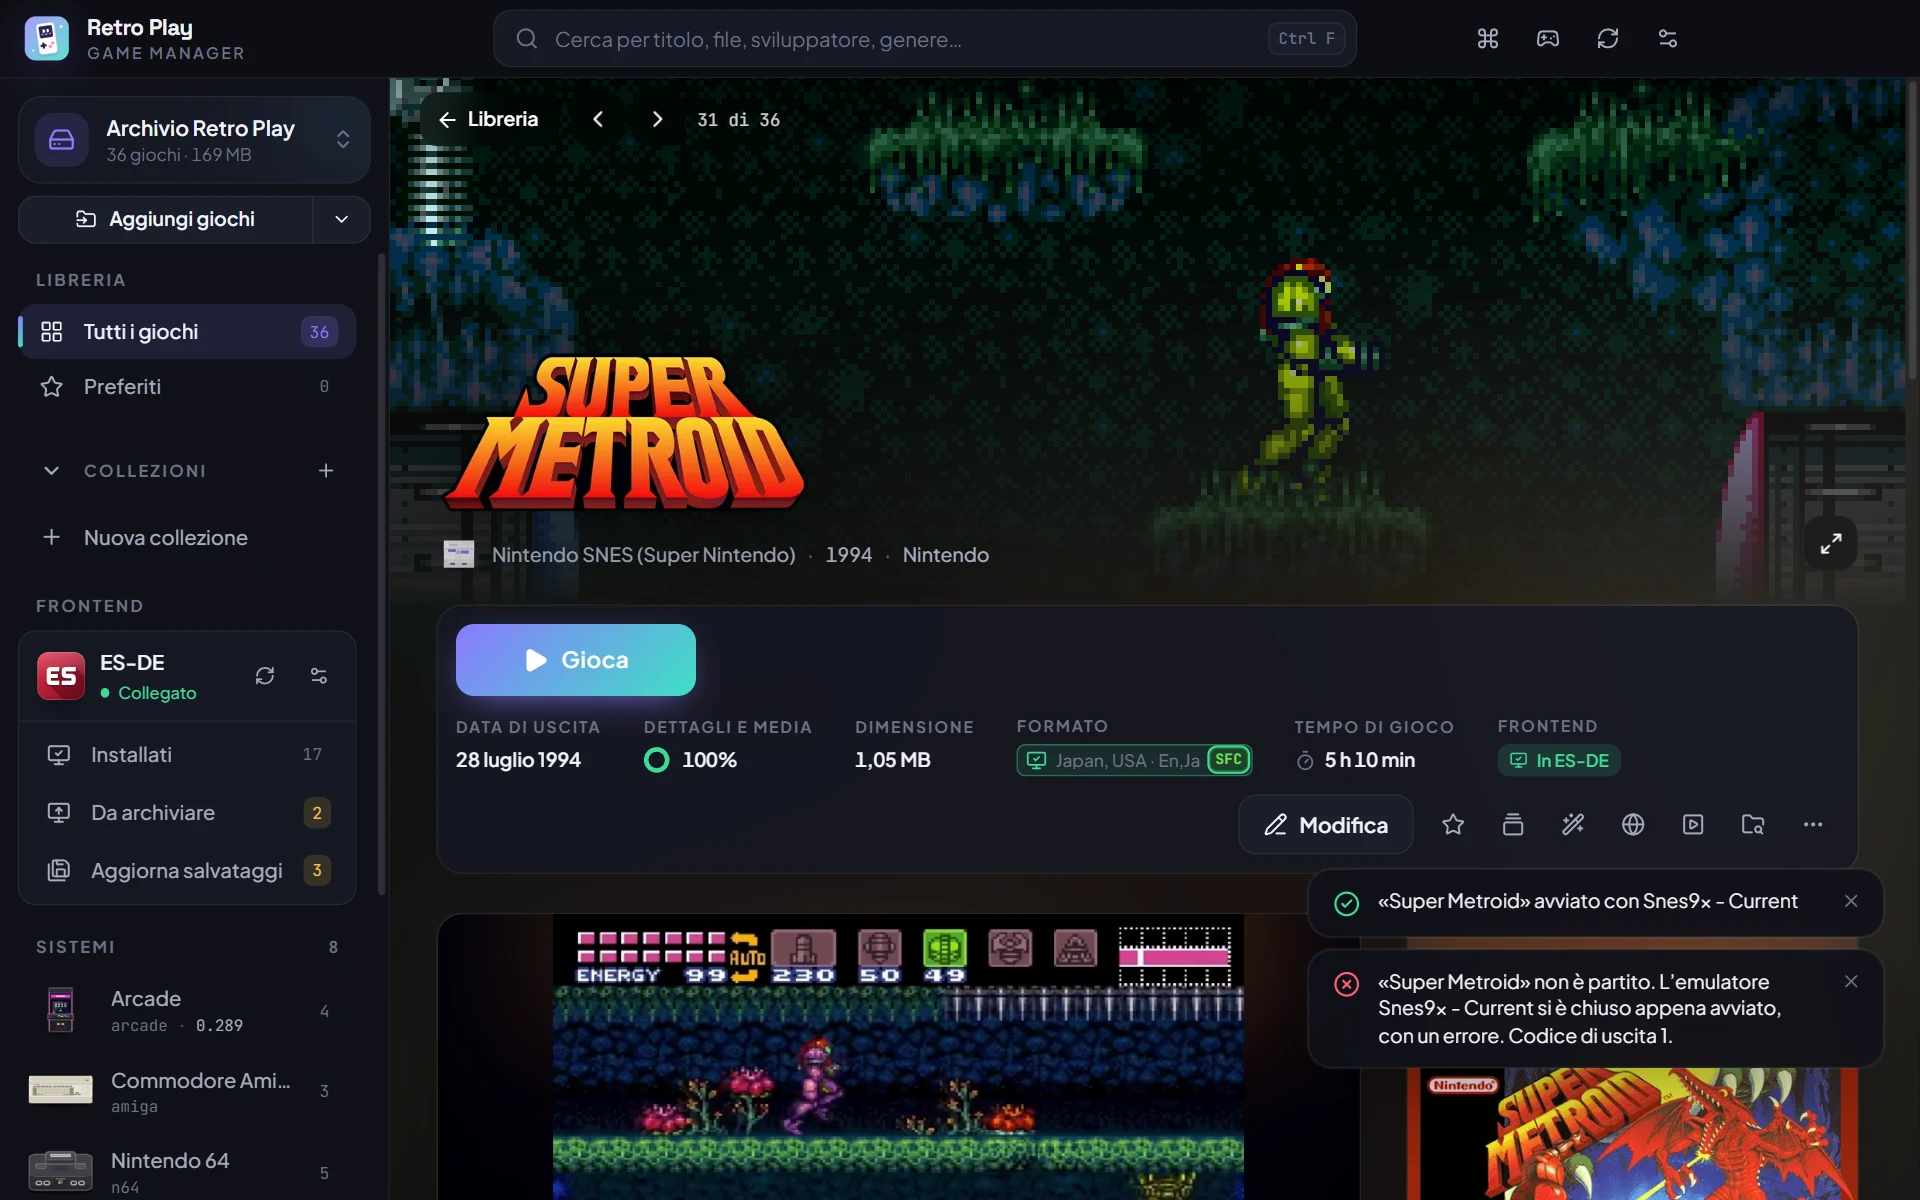 Retro Play
GAME MANAGER
Cerca per titolo, file, sviluppatore, genere...
Ctrl F
Archivio Retro Play
36 giochi · 169 MB
Aggiungi giochi
LIBRERIA
Tutti i giochi
36
Preferiti
0
COLLEZIONI
Nuova collezione
FRONTEND
ES
ES-DE
Collegato
Installati
17
Da archiviare
2
Aggiorna salvataggi
3
SISTEMI
8
Arcade
arcade · 0.289
4
Commodore Ami...
amiga
3
Nintendo 64
n64
5
Libreria
31 di 36
SUPER
METROID
Nintendo SNES (Super Nintendo) · 1994 · Nintendo
Gioca
DATA DI USCITA
28 luglio 1994
DETTAGLI E MEDIA
100%
DIMENSIONE
1,05 MB
FORMATO
Japan, USA · En,Ja
SFC
TEMPO DI GIOCO
5 h 10 min
FRONTEND
In ES-DE
Modifica
«Super Metroid» avviato con Snes9x - Current
«Super Metroid» non è partito. L'emulatore
Snes9x - Current si è chiuso appena avviato,
con un errore. Codice di uscita 1.
AUTO
ENERGY 99
230
50
49
Nintendo
SUPER
METROID